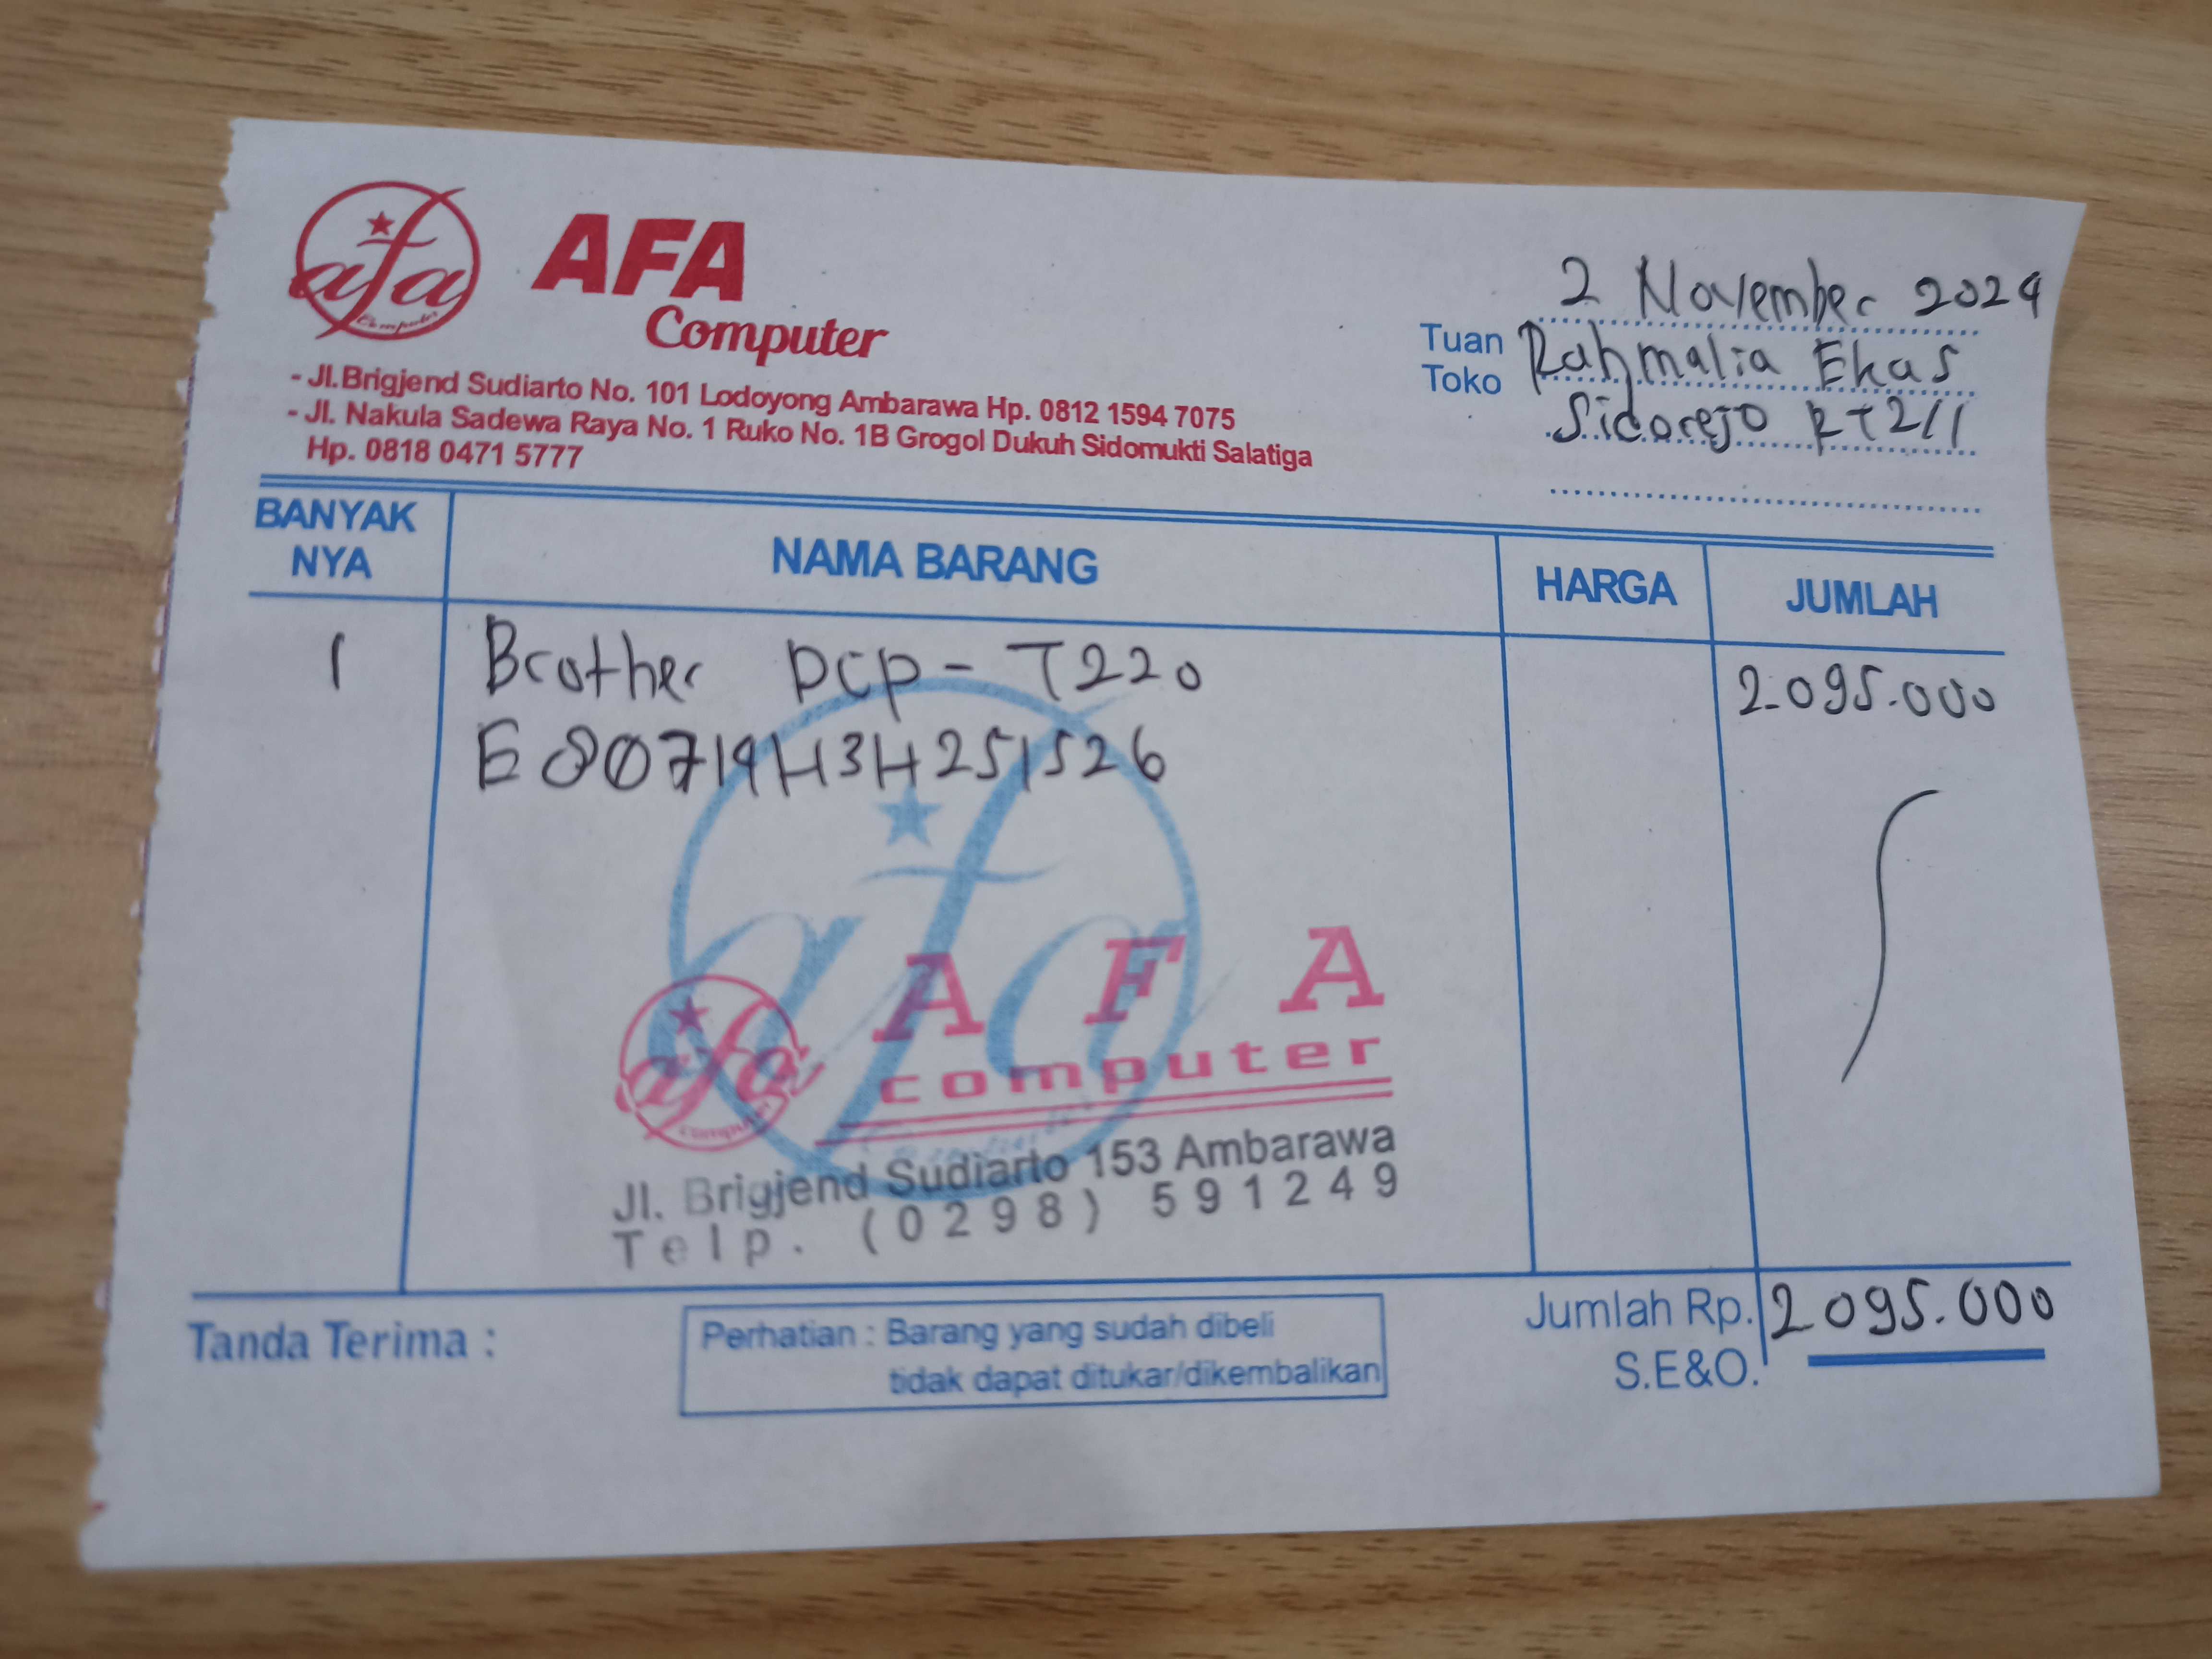 afa
Computer
AFA
Computer
- Jl.Brigjend Sudiarto No. 101 Lodoyong Ambarawa Hp. 0812 1594 7075
- Jl. Nakula Sadewa Raya No. 1 Ruko No. 1B Grogol Dukuh Sidomukti Salatiga
Hp. 0818 0471 5777
2 November 2024
Tuan Rahmalia Ekas
Toko Sidorejo RT2/1
BANYAK NYA NAMA BARANG HARGA JUMLAH
1 Brother DCP-T220 2.095.000
E80719H3H251526
afa
afa
computer
AFA
computer
Jl. Brigjend Sudiarto 153 Ambarawa
Telp. (0298) 591249
Tanda Terima :
Perhatian : Barang yang sudah dibeli
tidak dapat ditukar/dikembalikan
Jumlah Rp. 2.095.000
S.E&O.